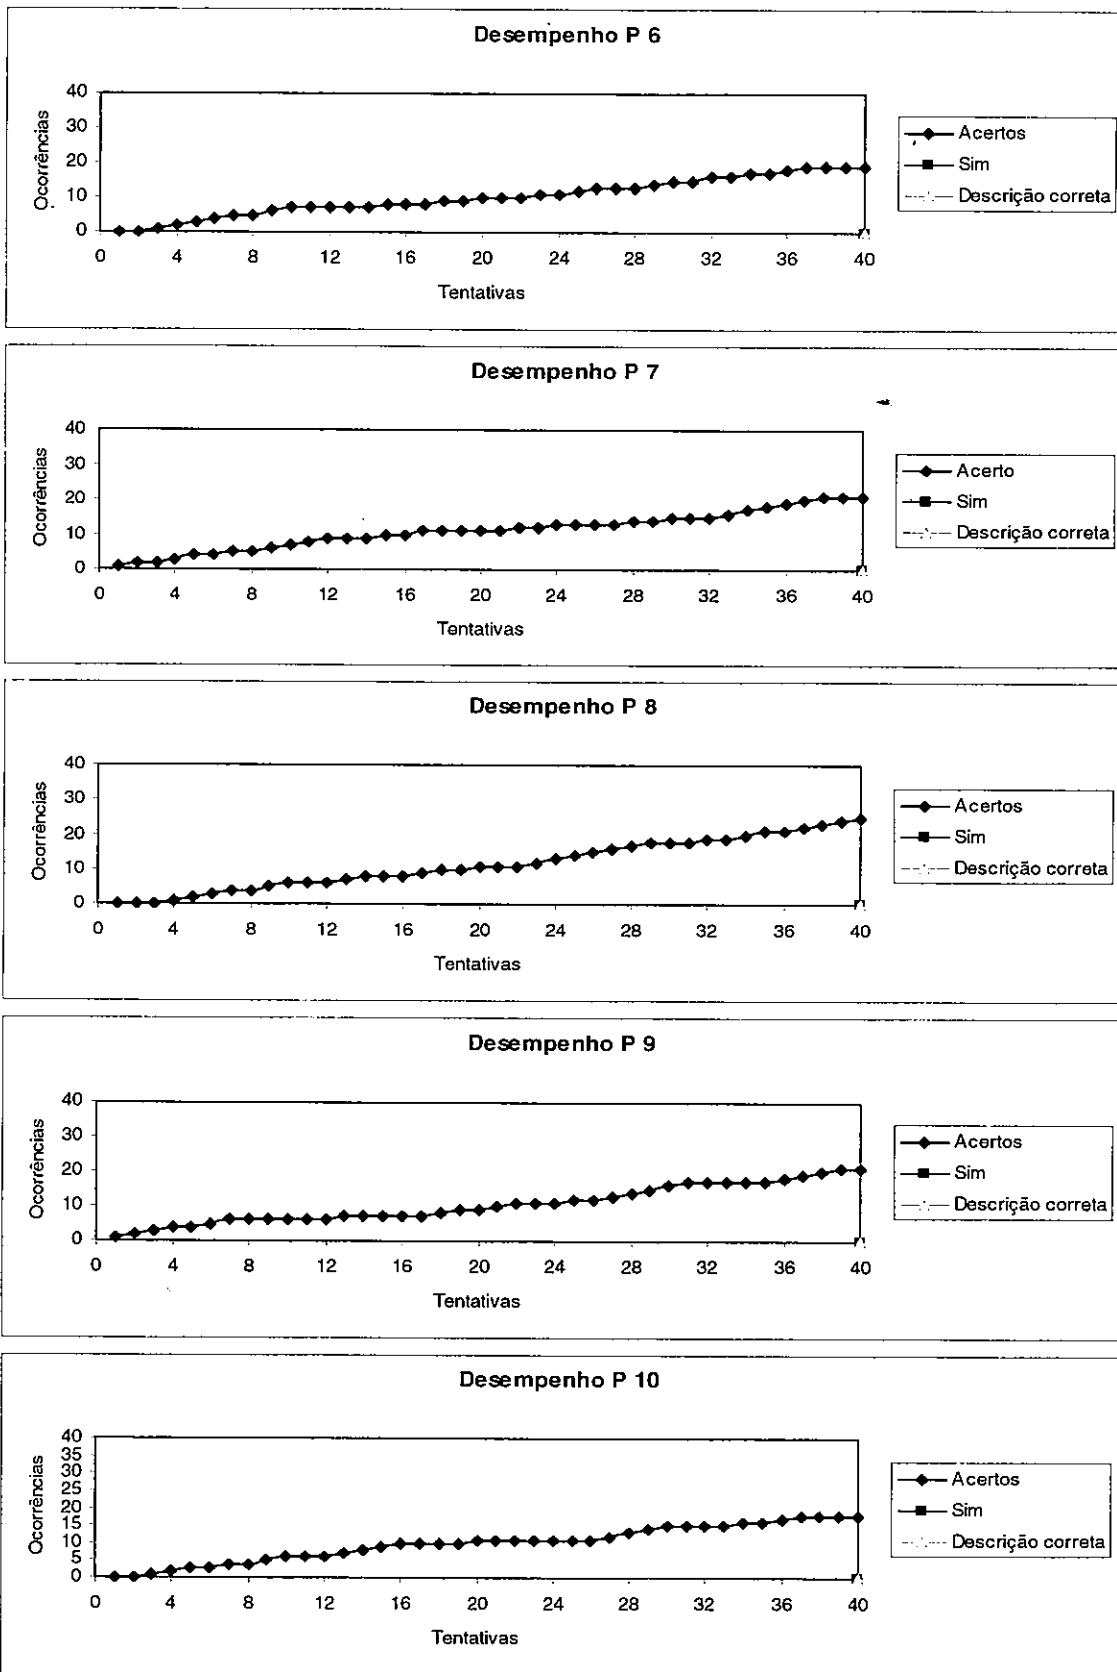 Desempenho P 6
Ocorrências
40
30
20
10
0
0 4 8 12 16 20 24 28 32 36 40
Tentativas
Acertos
Sim
Descrição correta
Desempenho P 7
Ocorrências
40
30
20
10
0
0 4 8 12 16 20 24 28 32 36 40
Tentativas
Acerto
Sim
Descrição correta
Desempenho P 8
Ocorrências
40
30
20
10
0
0 4 8 12 16 20 24 28 32 36 40
Tentativas
Acertos
Sim
Descrição correta
Desempenho P 9
Ocorrências
40
30
20
10
0
0 4 8 12 16 20 24 28 32 36 40
Tentativas
Acertos
Sim
Descrição correta
Desempenho P 10
Ocorrências
40
35
30
25
20
15
10
5
0
0 4 8 12 16 20 24 28 32 36 40
Tentativas
Acertos
Sim
Descrição correta